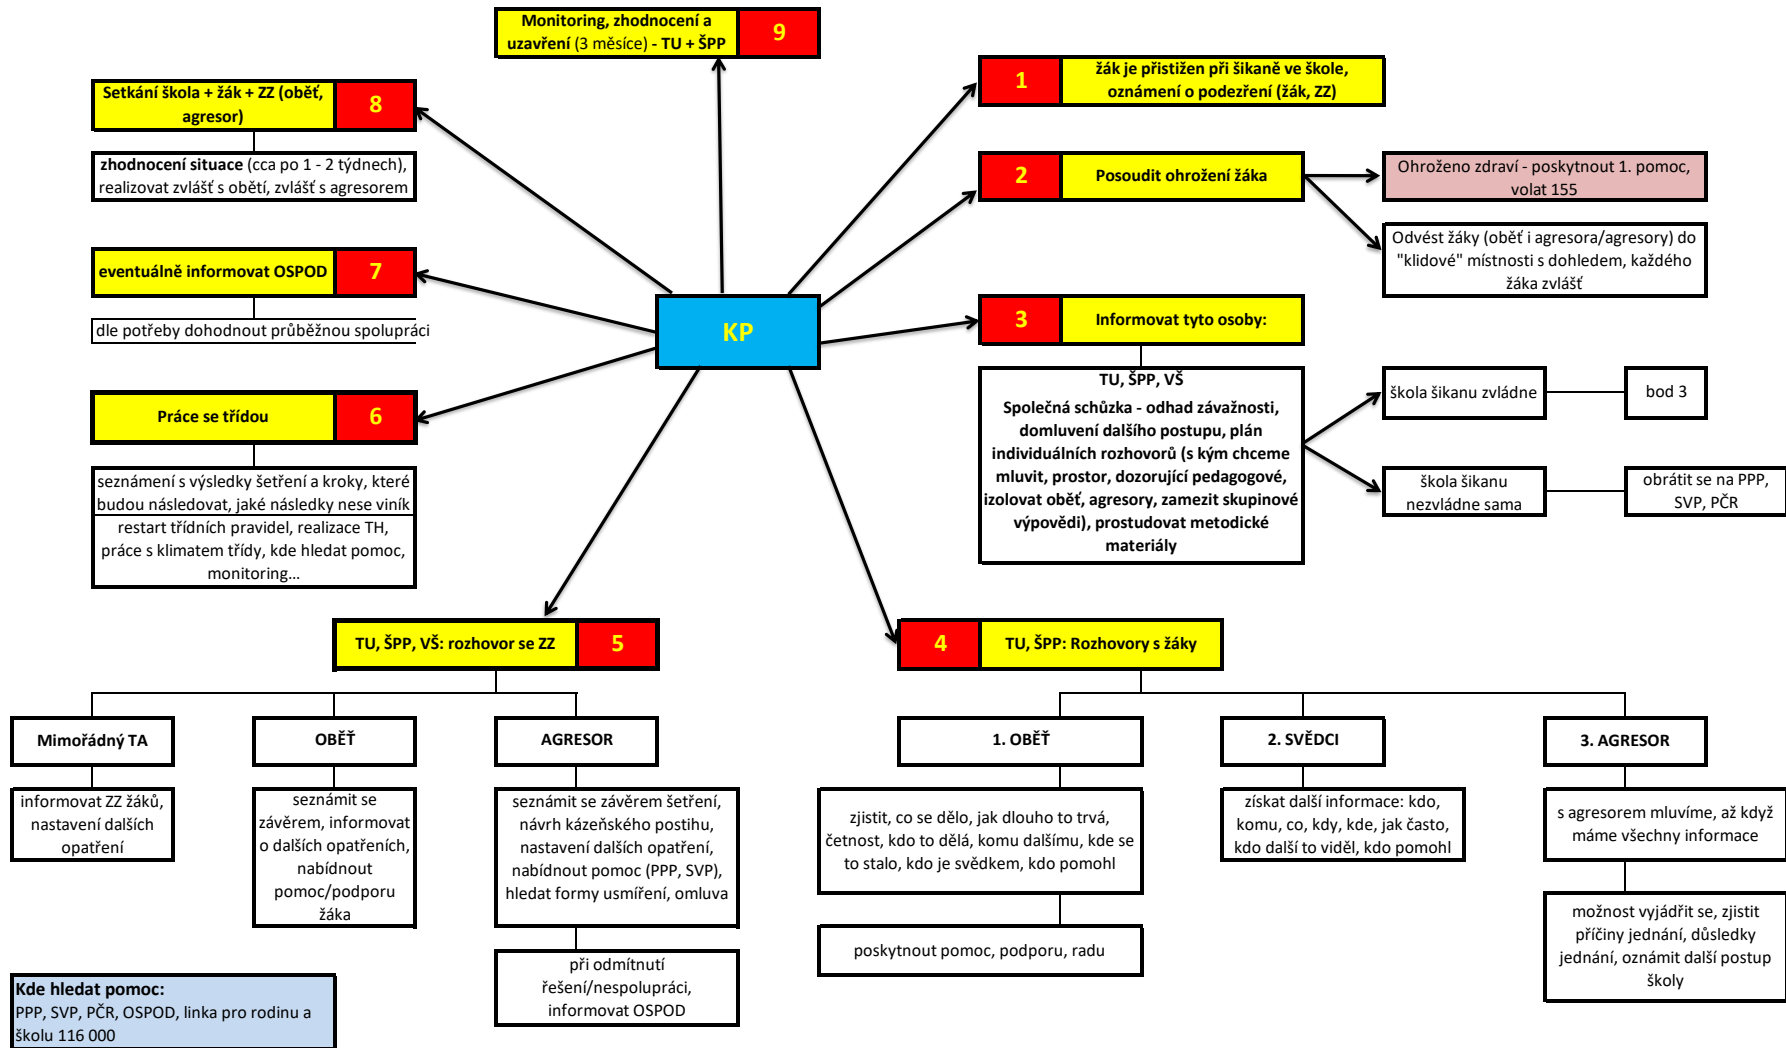 Monitoring, zhodnocení a
uzavření (3 měsíce) - TU + ŠPP
9
1
žák je přistižen při šikaně ve škole,
oznámení o podezření (žák, ZZ)
Setkání škola + žák + ZZ (oběť,
agresor)
8
zhodnocení situace (cca po 1 - 2 týdnech),
realizovat zvlášť s obětí, zvlášť s agresorem
2
Posoudit ohrožení žáka
Ohroženo zdraví - poskytnout 1. pomoc,
volat 155
Odvést žáky (oběť i agresora/agresory) do
"klidové" místnosti s dohledem, každého
žáka zvlášť
eventuálně informovat OSPOD
7
dle potřeby dohodnout průběžnou spolupráci
KP
3
Informovat tyto osoby:
TU, ŠPP, VŠ
Společná schůzka - odhad závažnosti,
domluvení dalšího postupu, plán
individuálních rozhovorů (s kým chceme
mluvit, prostor, dozorující pedagogové,
izolovat oběť, agresory, zamezit skupinové
výpovědi), prostudovat metodické
materiály
škola šikanu zvládne
bod 3
škola šikanu
nezvládne sama
obrátit se na PPP,
SVP, PČR
Práce se třídou
6
seznámení s výsledky šetření a kroky, které
budou následovat, jaké následky nese viník
restart třídních pravidel, realizace TH,
práce s klimatem třídy, kde hledat pomoc,
monitoring…
TU, ŠPP, VŠ: rozhovor se ZZ
5
4
TU, ŠPP: Rozhovory s žáky
Mimořádný TA
informovat ZZ žáků,
nastavení dalších
opatření
OBĚŤ
seznámit se
závěrem, informovat
o dalších opatřeních,
nabídnout
pomoc/podporu
žáka
AGRESOR
seznámit se závěrem šetření,
návrh kázeňského postihu,
nastavení dalších opatření,
nabídnout pomoc (PPP, SVP),
hledat formy usmíření, omluva
při odmítnutí
řešení/nespolupráci,
informovat OSPOD
1. OBĚŤ
zjistit, co se dělo, jak dlouho to trvá,
četnost, kdo to dělá, komu dalšímu, kde se
to stalo, kdo je svědkem, kdo pomohl
poskytnout pomoc, podporu, radu
2. SVĚDCI
získat další informace: kdo,
komu, co, kdy, kde, jak často,
kdo další to viděl, kdo pomohl
3. AGRESOR
s agresorem mluvíme, až když
máme všechny informace
možnost vyjádřit se, zjistit
příčiny jednání, důsledky
jednání, oznámit další postup
školy
Kde hledat pomoc:
PPP, SVP, PČR, OSPOD, linka pro rodinu a
školu 116 000